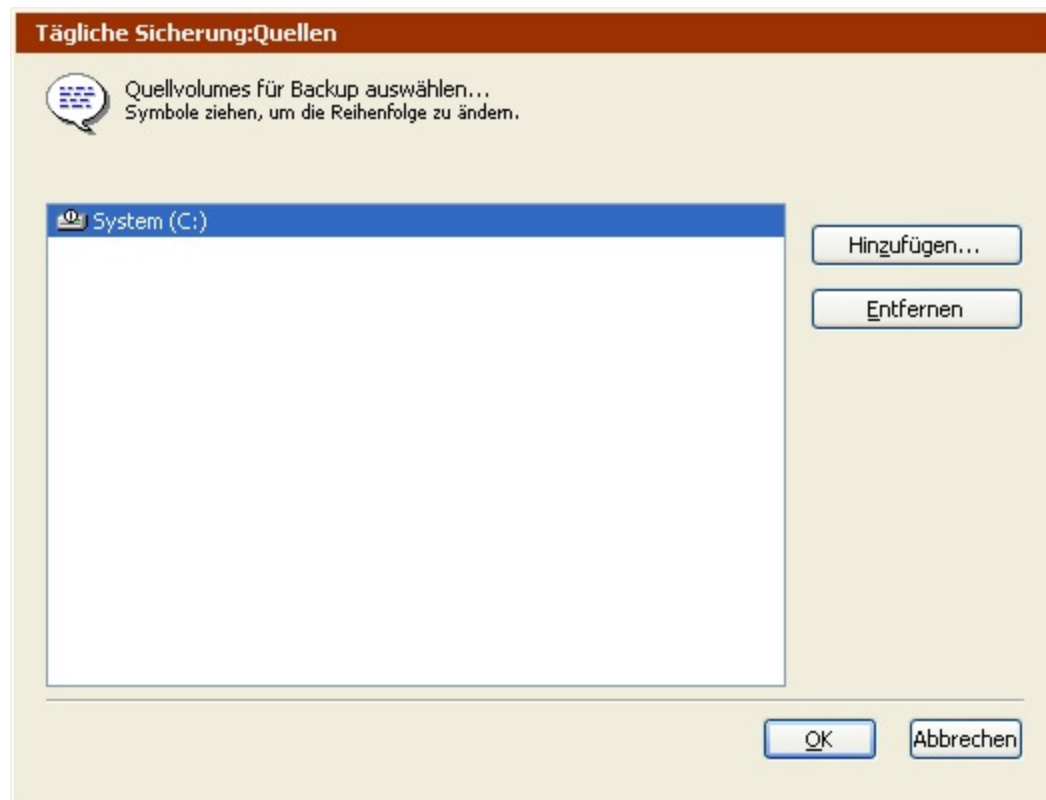 Tägliche Sicherung:Quellen
Quellvolumes für Backup auswählen...
Symbole ziehen, um die Reihenfolge zu ändern.
System (C:)
Hinzufügen...
Entfernen
OK
Abbrechen